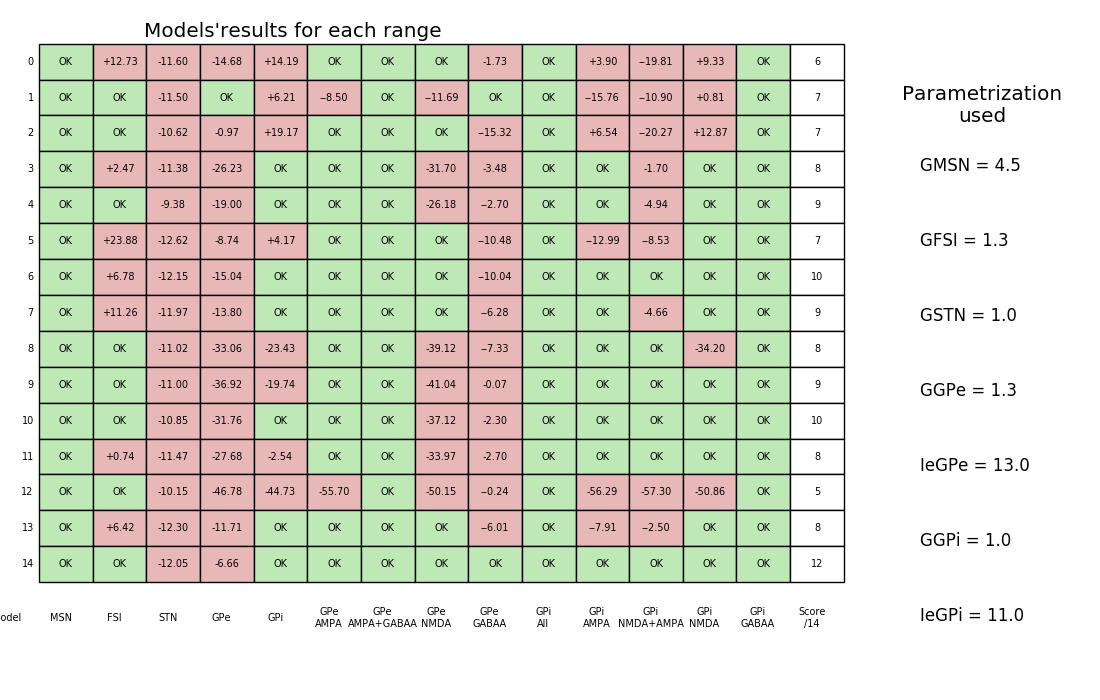 Models'results for each range
0 OK +12.73 -11.60 -14.68 +14.19 OK OK OK -1.73 OK +3.90 --19.81 +9.33 OK 6
1 OK OK -11.50 OK +6.21 --8.50 OK --11.69 OK OK --15.76 --10.90 +0.81 OK 7
2 OK OK -10.62 -0.97 +19.17 OK OK OK --15.32 OK +6.54 --20.27 +12.87 OK 7
3 OK +2.47 -11.38 -26.23 OK OK OK -31.70 -3.48 OK OK -1.70 OK OK 8
4 OK OK -9.38 -19.00 OK OK OK -26.18 --2.70 OK OK -4.94 OK OK 9
5 OK +23.88 -12.62 -8.74 +4.17 OK OK OK --10.48 OK --12.99 --8.53 OK OK 7
6 OK +6.78 -12.15 -15.04 OK OK OK OK --10.04 OK OK OK OK OK 10
7 OK +11.26 -11.97 -13.80 OK OK OK OK --6.28 OK OK -4.66 OK OK 9
8 OK OK -11.02 -33.06 -23.43 OK OK -39.12 --7.33 OK OK OK -34.20 OK 8
9 OK OK -11.00 -36.92 -19.74 OK OK -41.04 -0.07 OK OK OK OK OK 9
10 OK OK -10.85 -31.76 OK OK OK -37.12 -2.30 OK OK OK OK OK 10
11 OK +0.74 -11.47 -27.68 -2.54 OK OK -33.97 -2.70 OK OK OK OK OK 8
12 OK OK -10.15 -46.78 -44.73 -55.70 OK -50.15 --0.24 OK -56.29 -57.30 -50.86 OK 5
13 OK +6.42 -12.30 -11.71 OK OK OK OK --6.01 OK --7.91 --2.50 OK OK 8
14 OK OK -12.05 -6.66 OK OK OK OK OK OK OK OK OK OK 12
odel MSN FSI STN GPe GPi GPe GPe GPe GPe GPi GPi GPi GPi GPi Score
AMPA AMPA+GABAA NMDA GABAA All AMPA NMDA+AMPA NMDA GABAA /14
Parametrization
used
GMSN = 4.5
GFSI = 1.3
GSTN = 1.0
GGPe = 1.3
IeGPe = 13.0
GGPi = 1.0
IeGPi = 11.0